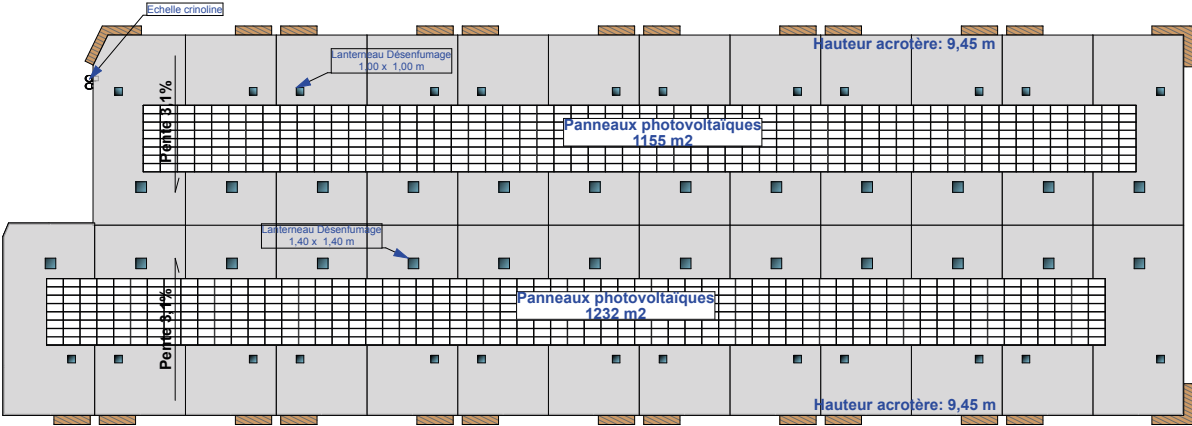 Echelle crinoline
Hauteur acrotère: 9,45 m
Lanterneau Désenfumage
1,00 x 1,00 m
Pente 3,1%
Panneaux photovoltaïques
1155 m2
Lanterneau Désenfumage
1,40 x 1,40 m
Pente 3,1%
Panneaux photovoltaïques
1232 m2
Hauteur acrotère: 9,45 m